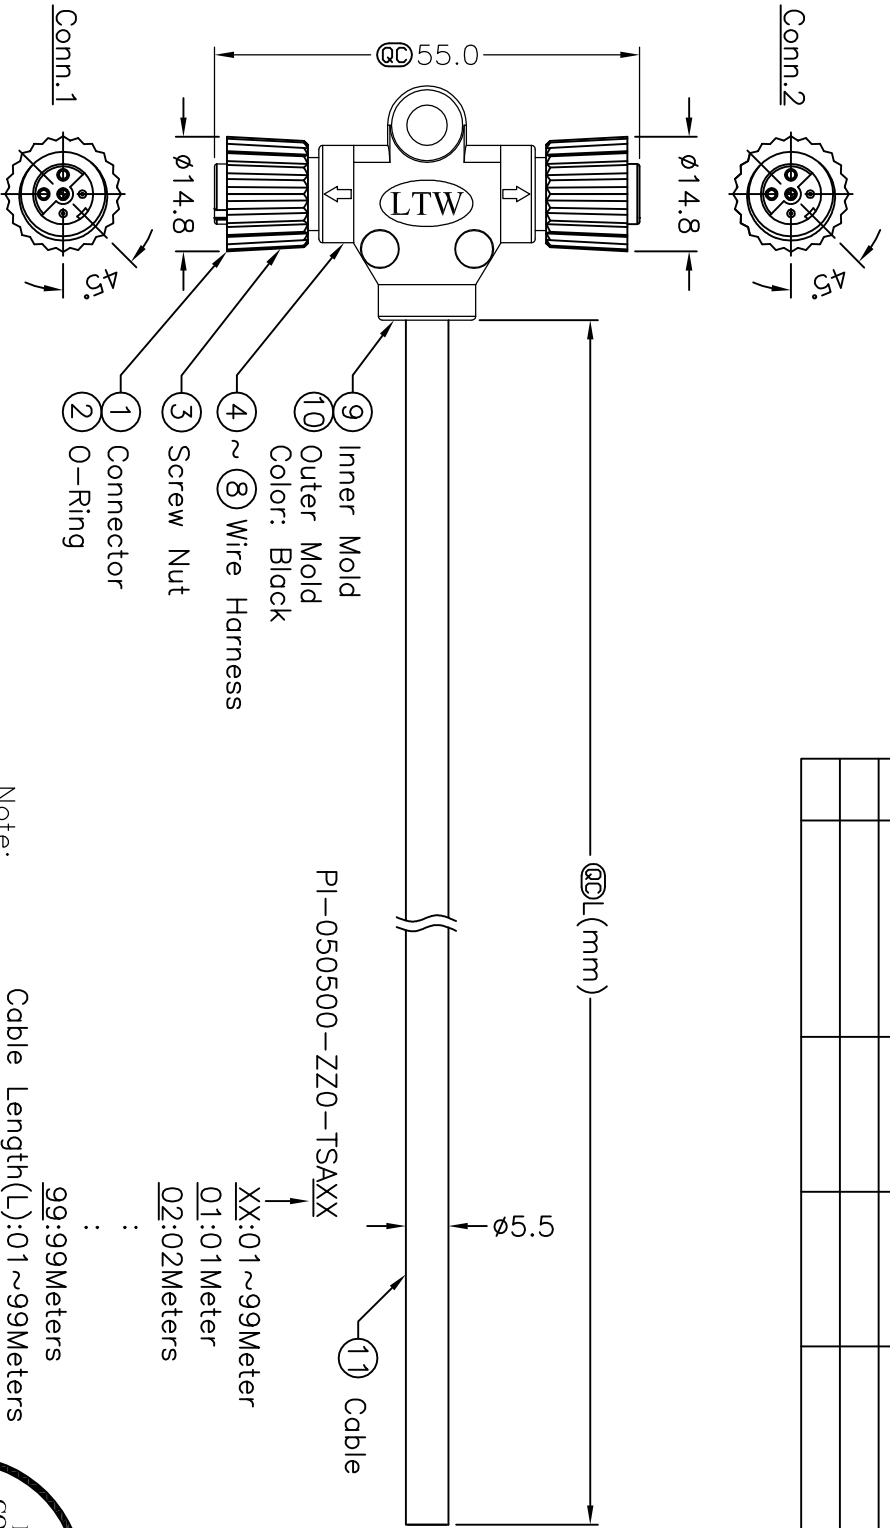 Conn.2
45°
ø14.8
QC 55.0
LTW
ø14.8
Conn.1
45°
QC L(mm)
ø5.5
11 Cable
9 Inner Mold
10 Outer Mold
Color: Black
4 ~ 8 Wire Harness
3 Screw Nut
1 Connector
2 O-Ring
PI-050500-ZZ0-TSAXX
XX:01~99Meter
01:01Meter
02:02Meters
:
:
99:99Meters
Cable Length(L):01~99Meters
Note: